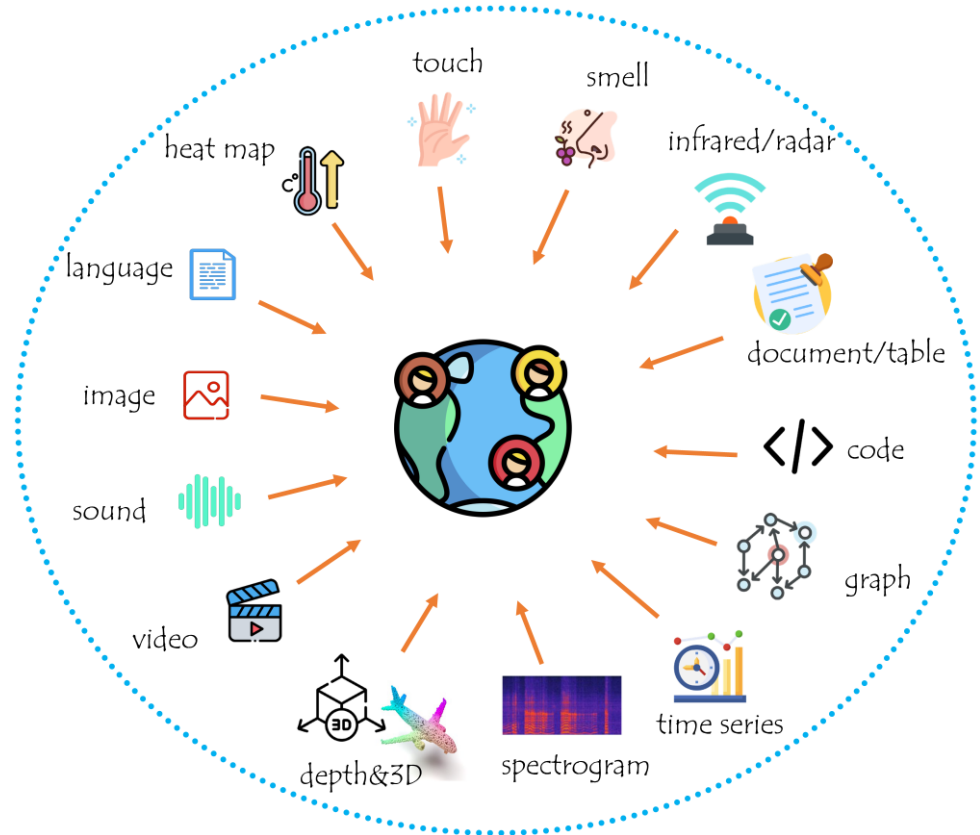 touch
smell
heat map
infrared/radar
C°
language
document/table
image
code
sound
graph
video
3D
time series
depth&3D
spectrogram